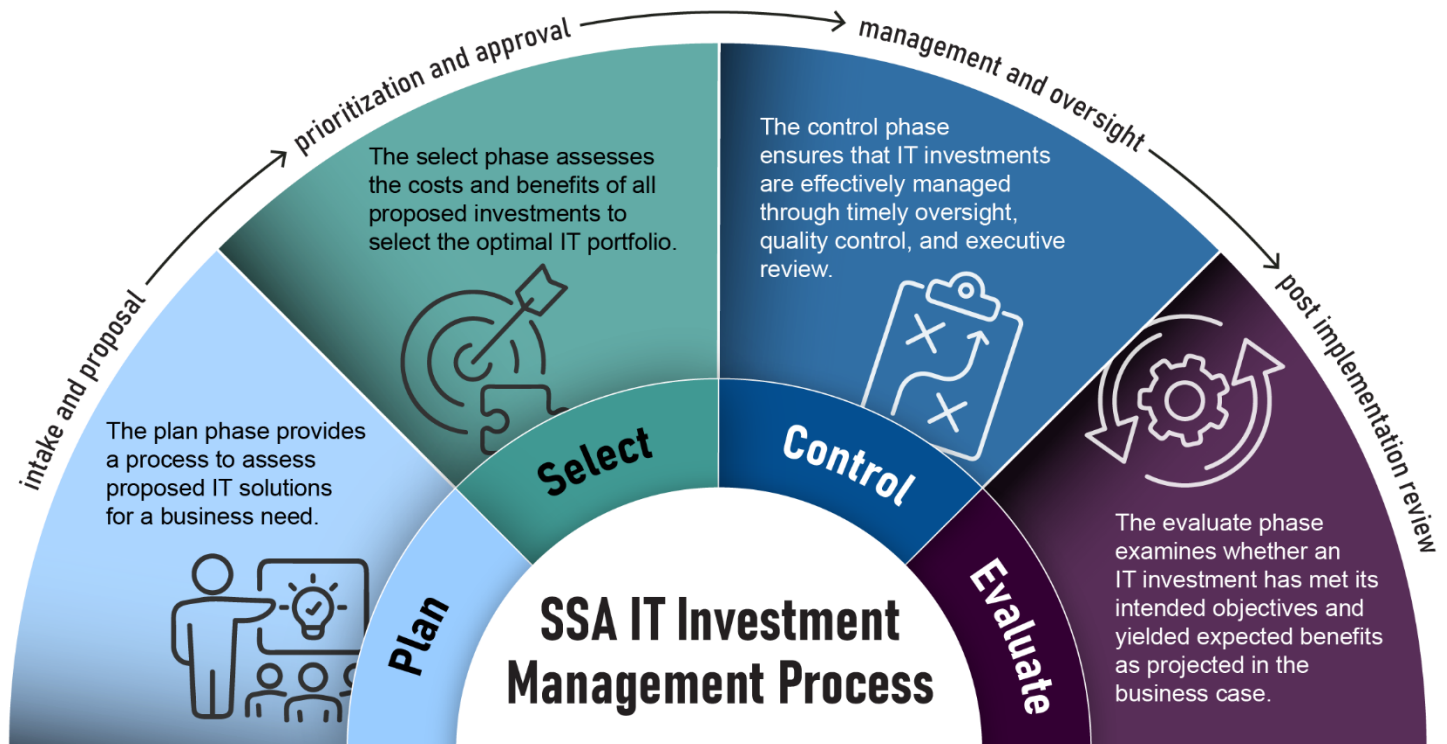 intake and proposal
prioritization and approval
management and oversight
post implementation review
The plan phase provides
a process to assess
proposed IT solutions
for a business need.
Plan
The select phase assesses
the costs and benefits of all
proposed investments to
select the optimal IT portfolio.
Select
The control phase
ensures that IT investments
are effectively managed
through timely oversight,
quality control, and executive
review.
Control
The evaluate phase
examines whether an
IT investment has met its
intended objectives and
yielded expected benefits
as projected in the
business case.
Evaluate
SSA IT Investment
Management Process